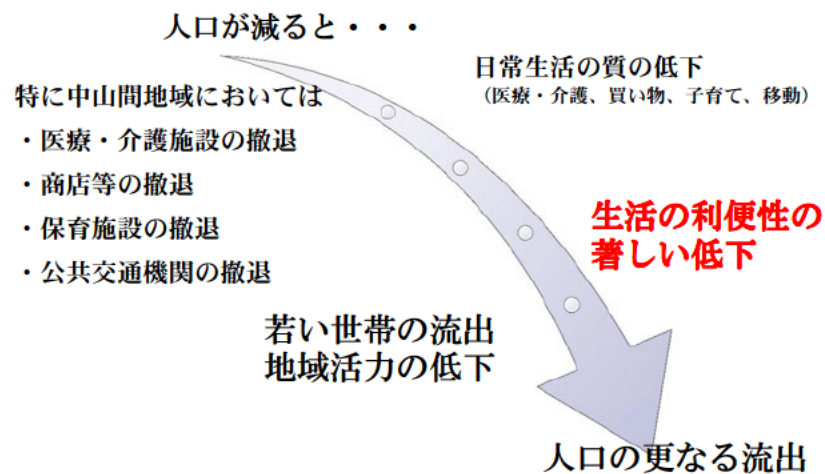 人口が減ると・・・
日常生活の質の低下
（医療・介護、買い物、子育て、移動）
特に中山間地域においては
・医療・介護施設の撤退
・商店等の撤退
・保育施設の撤退
・公共交通機関の撤退
生活の利便性の
著しい低下
若い世帯の流出
地域活力の低下
人口の更なる流出